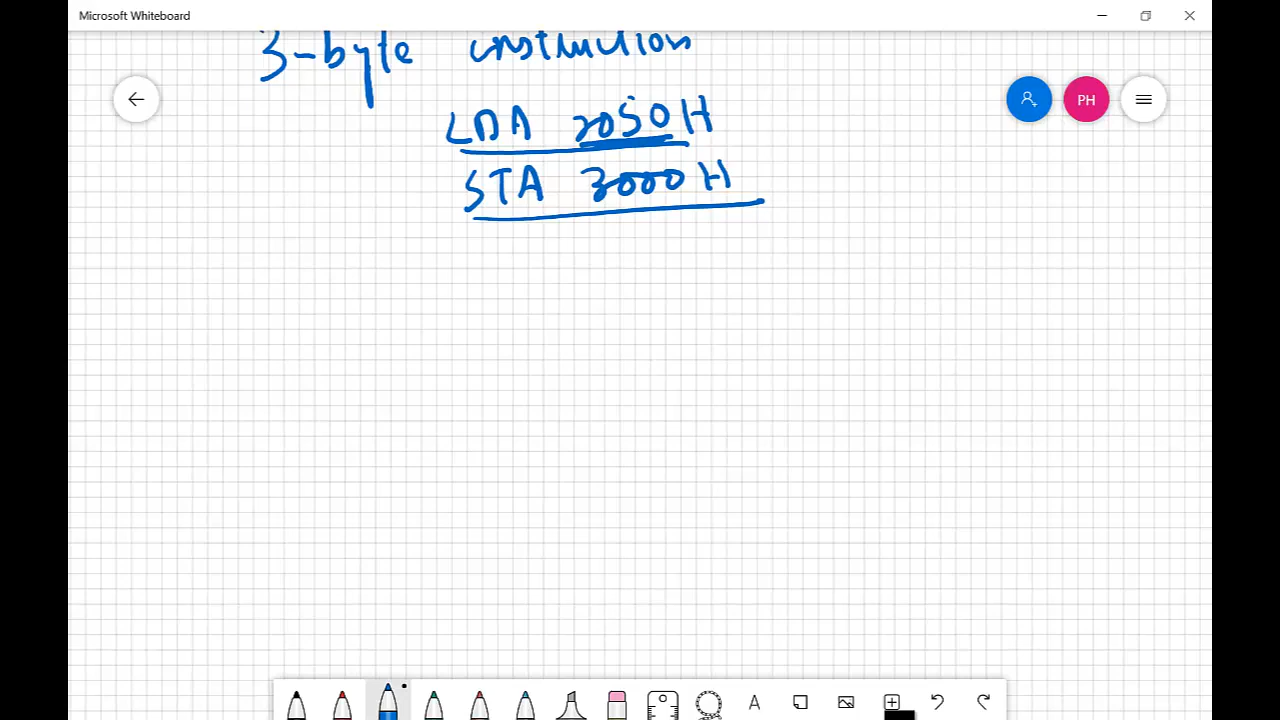 Microsoft Whiteboard
3-byte instruction
PH
LDA 2050H
STA 3000H
A